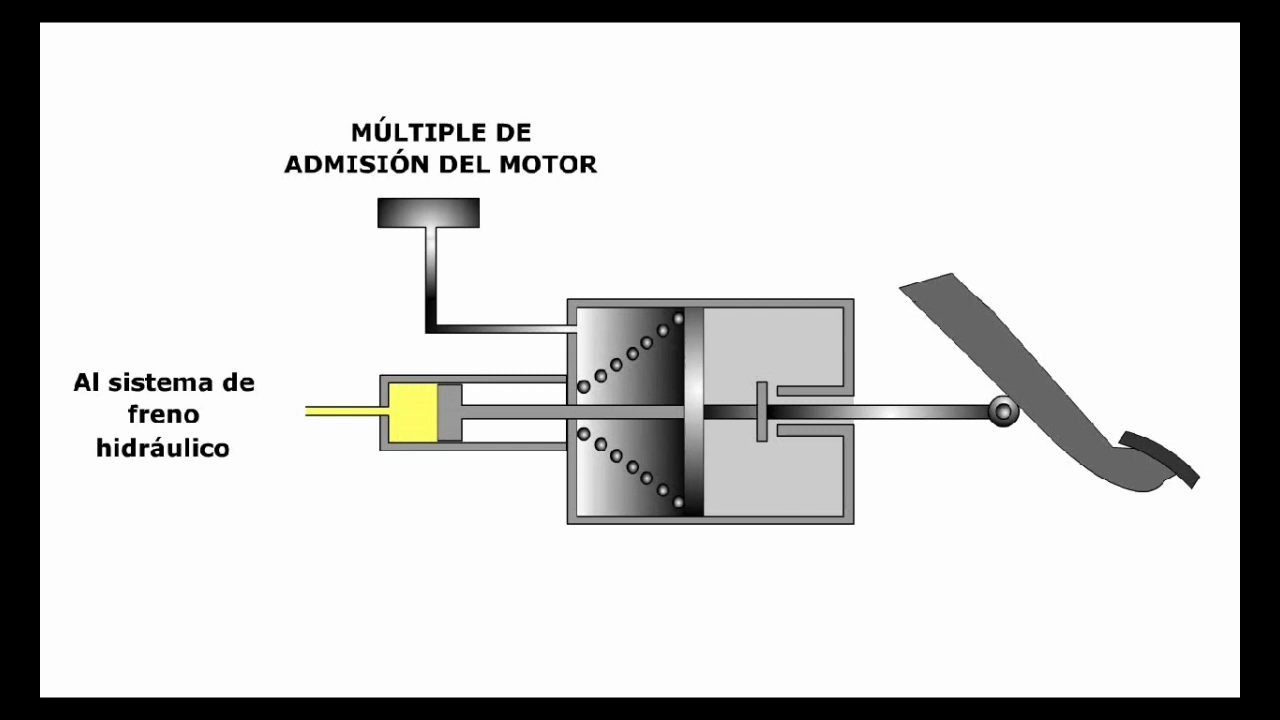 MÚLTIPLE DE
ADMISIÓN DEL MOTOR
Al sistema de
freno
hidráulico